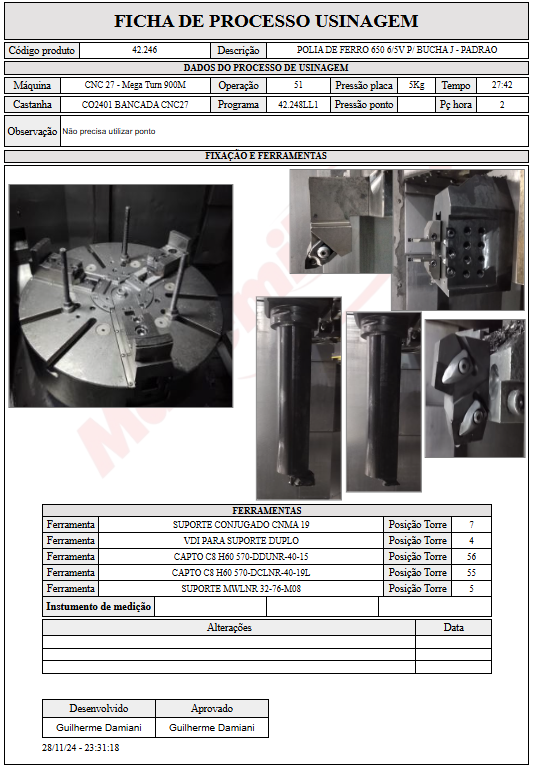 FICHA DE PROCESSO USINAGEM
Código produto 42.246 Descrição POLIA DE FERRO 650 6/5V P/ BUCHA J - PADRAO
DADOS DO PROCESSO DE USINAGEM
Máquina CNC 27 - Mega Turn 900M Operação 51 Pressão placa 5Kg Tempo 27:42
Castanha CO2401 BANCADA CNC27 Programa 42.248LL1 Pressão ponto Pç hora 2
Observação Não precisa utilizar ponto
FIXAÇÃO E FERRAMENTAS
FERRAMENTAS
Ferramenta SUPORTE CONJUGADO CNMA 19 Posição Torre 7
Ferramenta VDI PARA SUPORTE DUPLO Posição Torre 4
Ferramenta CAPTO C8 H60 570-DDUNR-40-15 Posição Torre 56
Ferramenta CAPTO C8 H60 570-DCLNR-40-19L Posição Torre 55
Ferramenta SUPORTE MWLNR 32-76-M08 Posição Torre 5
Instumento de medição
Alterações Data
Desenvolvido Aprovado
Guilherme Damiani Guilherme Damiani
28/11/24 - 23:31:18